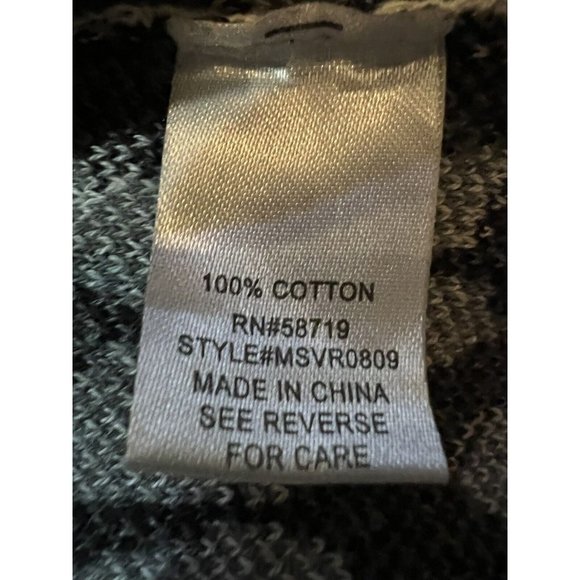 100% COTTON
RN#58719
STYLE#MSVR0809
MADE IN CHINA
SEE REVERSE
FOR CARE